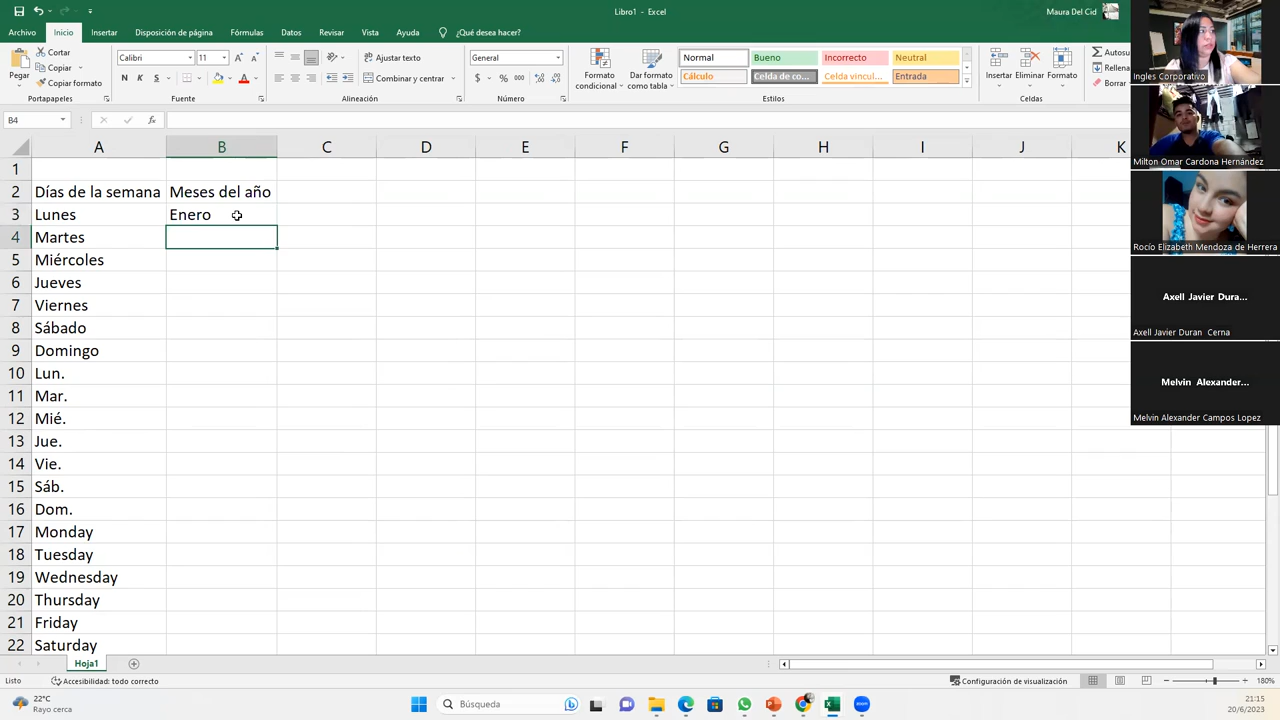 Libro1 - Excel
Maura Del Cid
Archivo Inicio Insertar Disposición de página Fórmulas Datos Revisar Vista Ayuda ¿Qué desea hacer?
Pegar
Cortar
Copiar
Copiar formato
Portapapeles
Calibri 11
N K S
Fuente
Ajustar texto
Combinar y centrar
Alineación
General
$ % 000
Número
Formato condicional
Dar formato como tabla
Normal Bueno Incorrecto Neutral
Cálculo Celda de co... Celda vincul... Entrada
Estilos
Insertar Eliminar Formato
Celdas
Autosu
Rellena
Borrar
B4 fx
A B C D E F G H I J K
1
2 Días de la semana Meses del año
3 Lunes Enero
4 Martes
5 Miércoles
6 Jueves
7 Viernes
8 Sábado
9 Domingo
10 Lun.
11 Mar.
12 Mié.
13 Jue.
14 Vie.
15 Sáb.
16 Dom.
17 Monday
18 Tuesday
19 Wednesday
20 Thursday
21 Friday
22 Saturday
Ingles Corporativo
Milton Omar Cardona Hernández
Rocío Elizabeth Mendoza de Herrera
Axell Javier Dura...
Axell Javier Duran Cerna
Melvin Alexander...
Melvin Alexander Campos Lopez
Hoja1
Listo Accesibilidad: todo correcto Configuración de visualización 180%
22°C
Rayo cerca
Búsqueda
21:15
20/6/2023